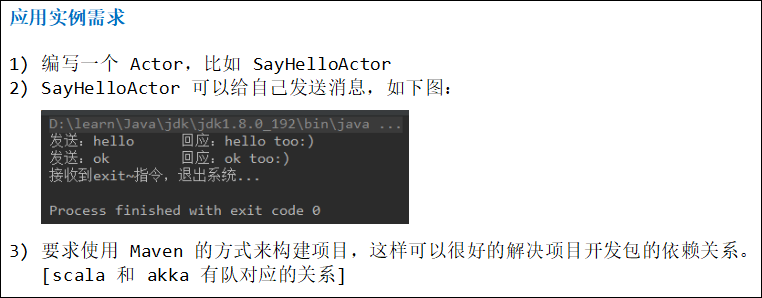 应用实例需求
1) 编写一个 Actor，比如 SayHelloActor
2) SayHelloActor 可以给自己发送消息，如下图：
D:\learn\Java\jdk\jdk1.8.0_192\bin\java ...
发送：hello 回应：hello too:)
发送：ok 回应：ok too:)
接收到exit~指令，退出系统...
Process finished with exit code 0
3) 要求使用 Maven 的方式来构建项目，这样可以很好的解决项目开发包的依赖关系。
[scala 和 akka 有队对应的关系]